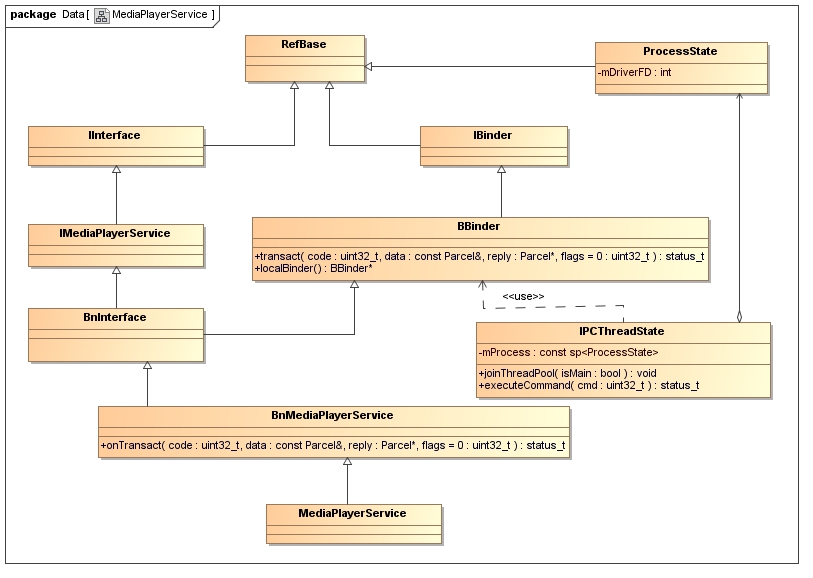 package Data [ MediaPlayerService ]
RefBase
ProcessState
-mDriverFD : int
IInterface
IBinder
IMediaPlayerService
BBinder
+transact( code : uint32_t, data : const Parcel&, reply : Parcel*, flags = 0 : uint32_t ) : status_t
+localBinder() : BBinder*
<<use>>
BnInterface
IPCThreadState
-mProcess : const sp<ProcessState>
+joinThreadPool( isMain : bool ) : void
+executeCommand( cmd : uint32_t ) : status_t
BnMediaPlayerService
+onTransact( code : uint32_t, data : const Parcel&, reply : Parcel*, flags = 0 : uint32_t ) : status_t
MediaPlayerService